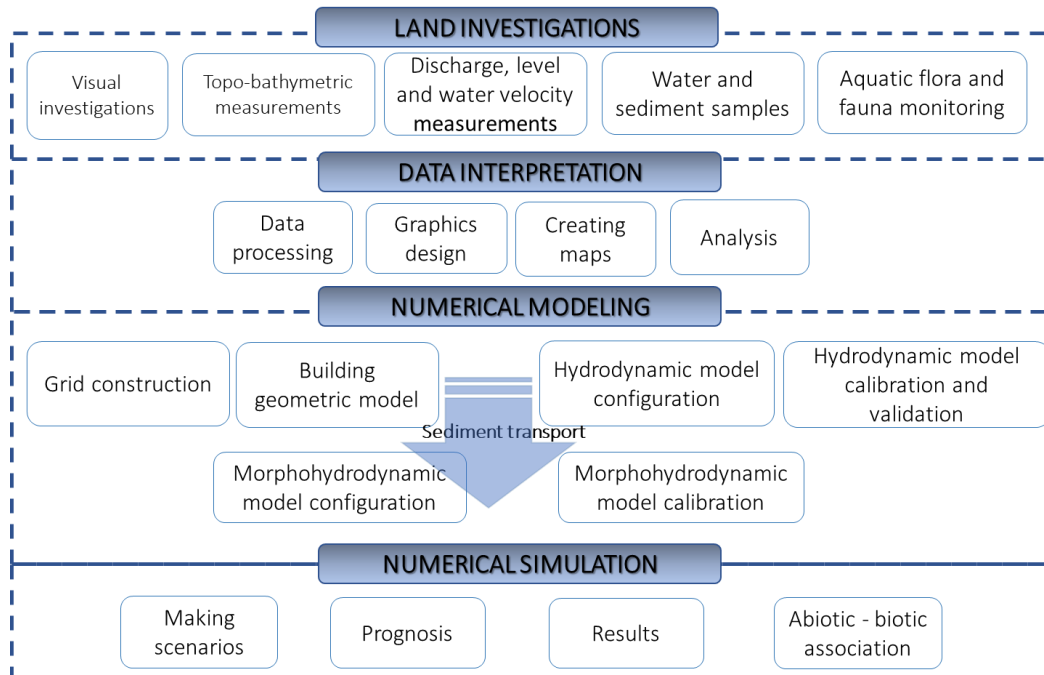 LAND INVESTIGATIONS
Visual
investigations
Topo-bathymetric
measurements
Discharge, level
and water velocity
measurements
Water and
sediment samples
Aquatic flora and
fauna monitoring
DATA INTERPRETATION
Data
processing
Graphics
design
Creating
maps
Analysis
NUMERICAL MODELING
Grid construction
Building
geometric model
Hydrodynamic model
configuration
Hydrodynamic model
calibration and
validation
Sediment transport
Morphohydrodynamic
model configuration
Morphohydrodynamic
model calibration
NUMERICAL SIMULATION
Making
scenarios
Prognosis
Results
Abiotic - biotic
association